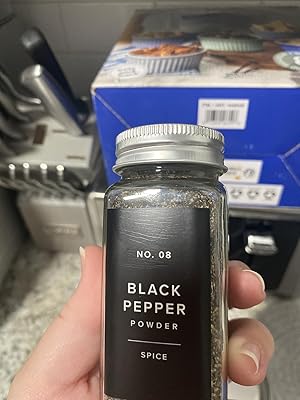 NO. 08
BLACK
PEPPER
POWDER
SPICE